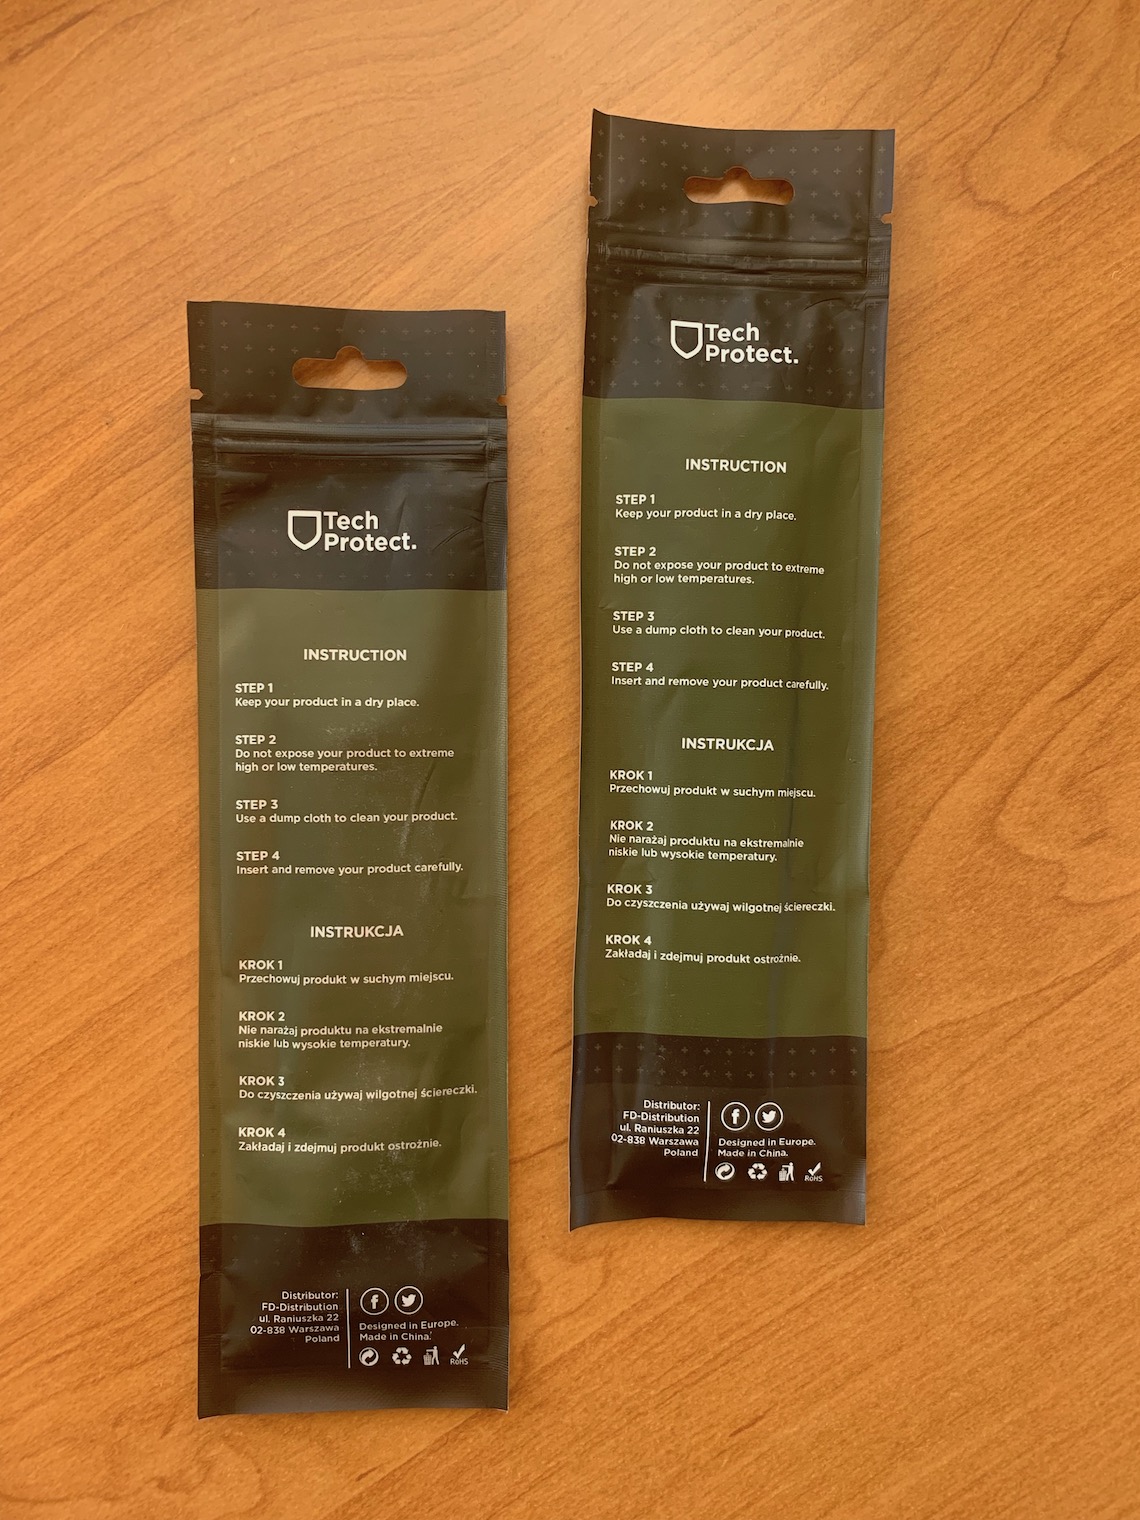 Tech
Protect.
INSTRUCTION
STEP 1
Keep your product in a dry place.
STEP 2
Do not expose your product to extreme
high or low temperatures.
STEP 3
Use a dump cloth to clean your product.
STEP 4
Insert and remove your product carefully.
INSTRUKCJA
KROK 1
Przechowuj produkt w suchym miejscu.
KROK 2
Nie narażaj produktu na ekstremalnie
niskie lub wysokie temperatury.
KROK 3
Do czyszczenia używaj wilgotnej ściereczki.
KROK 4
Zakładaj i zdejmuj produkt ostrożnie.
Distributor:
FD-Distribution
ul. Raniuszka 22
02-838 Warszawa
Poland
Designed in Europe.
Made in China.
RoHS
Tech
Protect.
INSTRUCTION
STEP 1
Keep your product in a dry place.
STEP 2
Do not expose your product to extreme
high or low temperatures.
STEP 3
Use a dump cloth to clean your product.
STEP 4
Insert and remove your product carefully.
INSTRUKCJA
KROK 1
Przechowuj produkt w suchym miejscu.
KROK 2
Nie narażaj produktu na ekstremalnie
niskie lub wysokie temperatury.
KROK 3
Do czyszczenia używaj wilgotnej ściereczki.
KROK 4
Zakładaj i zdejmuj produkt ostrożnie.
Distributor:
FD-Distribution
ul. Raniuszka 22
02-838 Warszawa
Poland
Designed in Europe.
Made in China.
RoHS